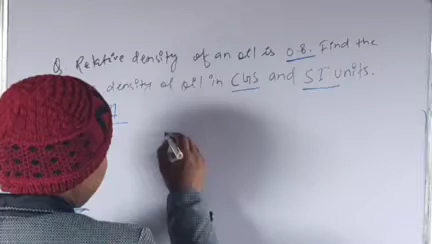 Q Relative density of an oil is 0.8. Find the
density of oil in CGS and SI units.